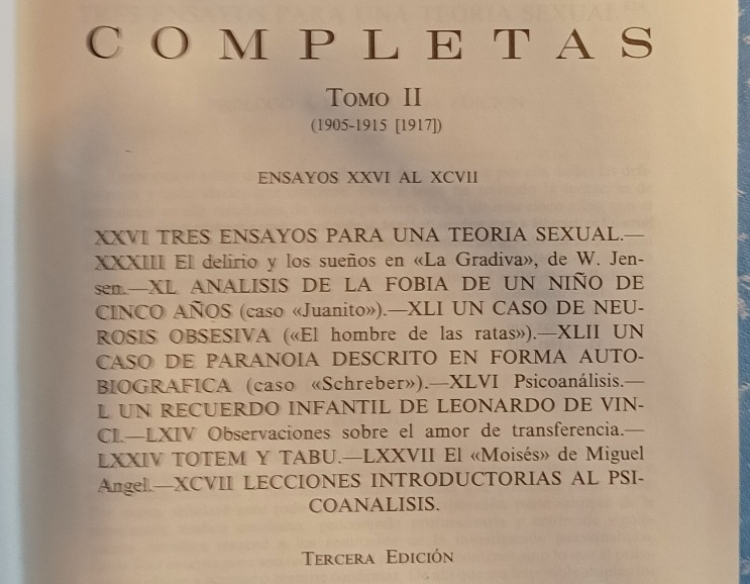 COMPLETAS
TOMO II
(1905-1915 [1917])
ENSAYOS XXVI AL XCVII
XXVI TRES ENSAYOS PARA UNA TEORIA SEXUAL.—
XXXIII El delirio y los sueños en «La Gradiva», de W. Jen-
sen.—XL ANALISIS DE LA FOBIA DE UN NIÑO DE
CINCO AÑOS (caso «Juanito»).—XLI UN CASO DE NEU-
ROSIS OBSESIVA («El hombre de las ratas»).—XLII UN
CASO DE PARANOIA DESCRITO EN FORMA AUTO-
BIOGRAFICA (caso «Schreber»).—XLVI Psicoanálisis.—
L UN RECUERDO INFANTIL DE LEONARDO DE VIN-
CI.—LXIV Observaciones sobre el amor de transferencia.—
LXXIV TOTEM Y TABU.—LXXVII El «Moisés» de Miguel
Angel.—XCVII LECCIONES INTRODUCTORIAS AL PSI-
COANALISIS.
TERCERA EDICIÓN